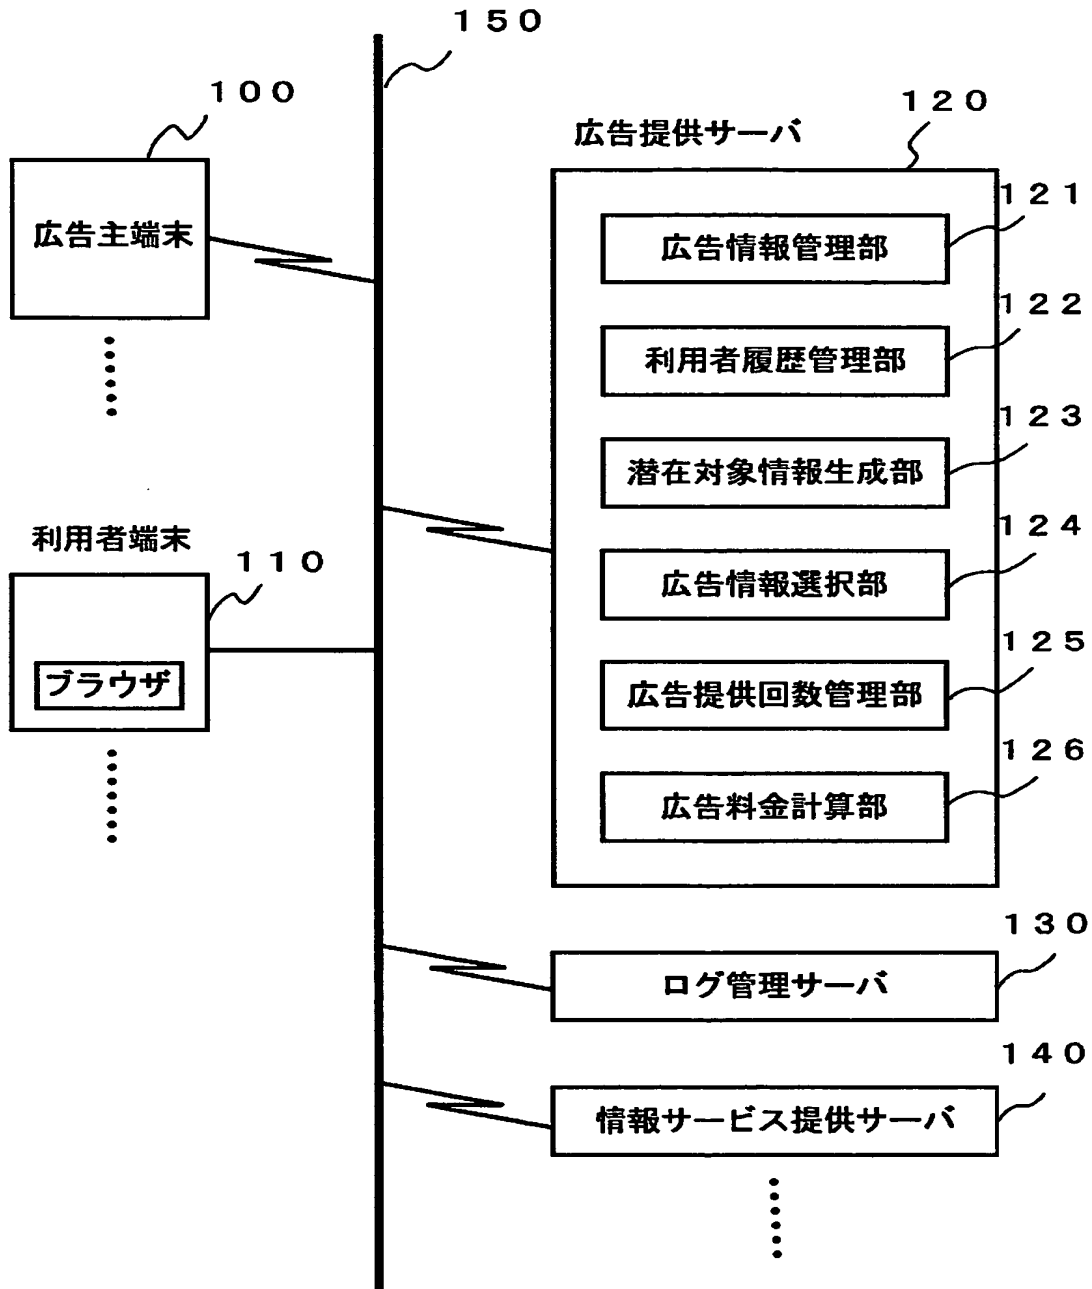 １５０
１００
広告主端末
利用者端末
１１０
ブラウザ
広告提供サーバ
１２０
１２１
広告情報管理部
１２２
利用者履歴管理部
１２３
潜在対象情報生成部
１２４
広告情報選択部
１２５
広告提供回数管理部
１２６
広告料金計算部
１３０
ログ管理サーバ
１４０
情報サービス提供サーバ